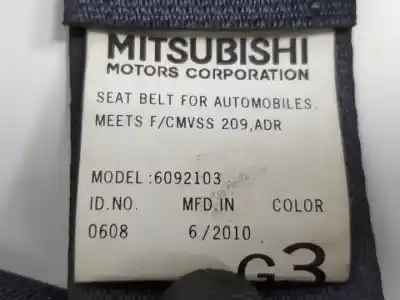 MITSUBISHI
MOTORS CORPORATION
SEAT BELT FOR AUTOMOBILES.
MEETS F/CMVSS 209,ADR
MODEL:6092103
ID.NO. MFD.IN COLOR
0608 6/2010
G3